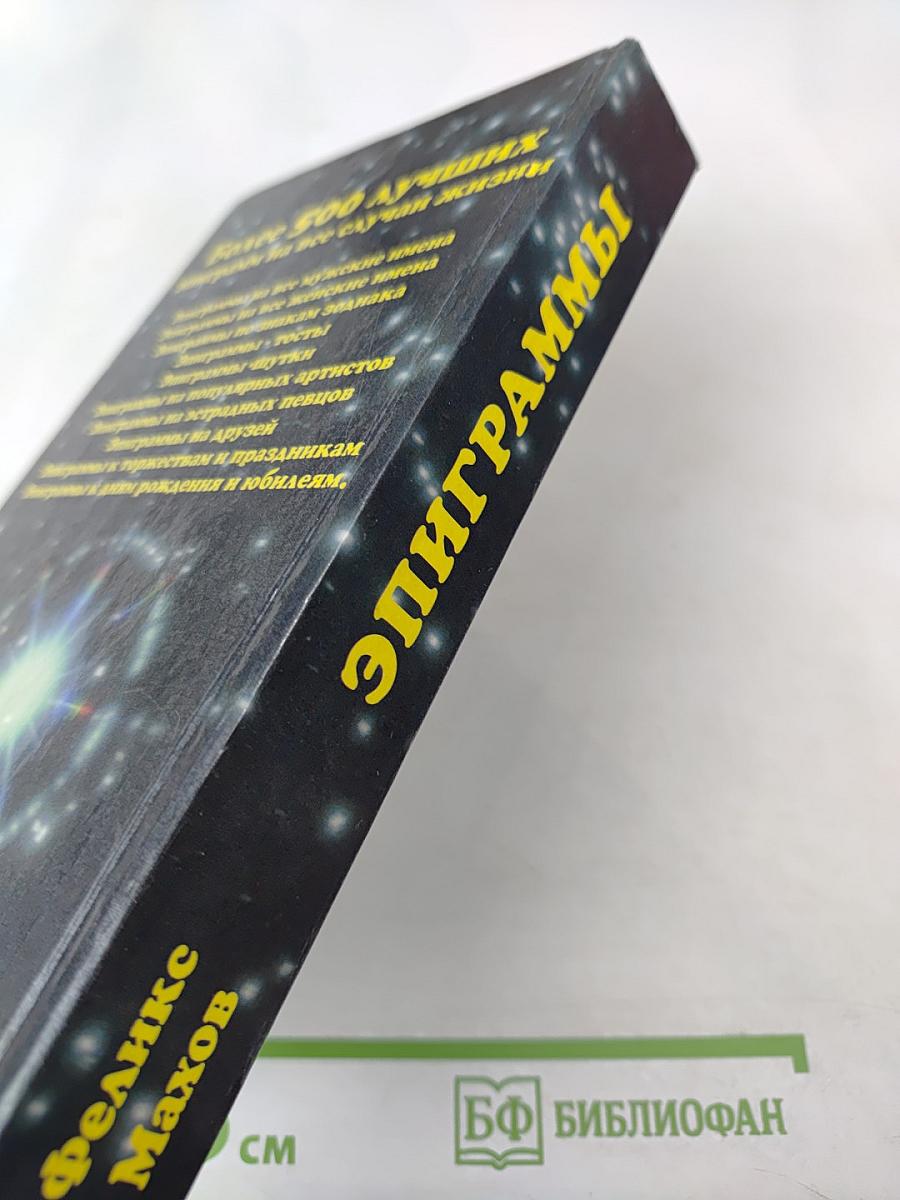 Более 500 лучших
эпиграмм на все случаи жизни
Эпиграммы на все мужские имена
Эпиграммы на все женские имена
Эпиграммы по знакам зодиака
Эпиграммы - тосты
Эпиграммы -шутки
Эпиграммы на популярных артистов
Эпиграммы на эстрадных певцов
Эпиграммы на друзей
Эпиграммы к торжествам и праздникам
Эпиграммы к дням рождения и юбилеям.
ЭПИГРАММЫ
Феликс
Махов
см
БФ БИБЛИОФАН